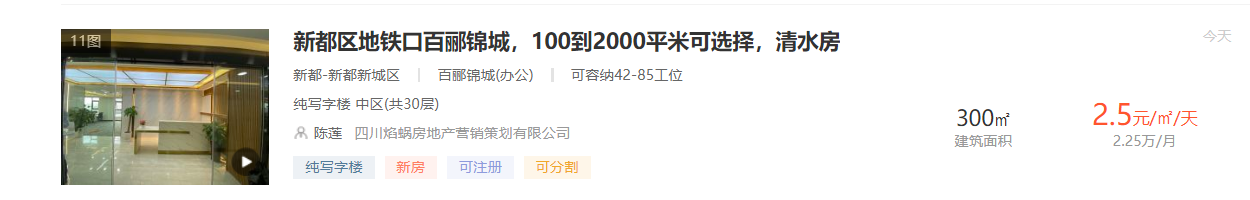 11图
新都区地铁口百郦锦城，100到2000平米可选择，清水房
今天
新都-新都新城区 | 百郦锦城(办公) | 可容纳42-85工位
纯写字楼 中区(共30层)
300㎡ 2.5元/㎡/天
陈莲 四川焰蜗房地产营销策划有限公司
建筑面积 2.25万/月
纯写字楼 新房 可注册 可分割